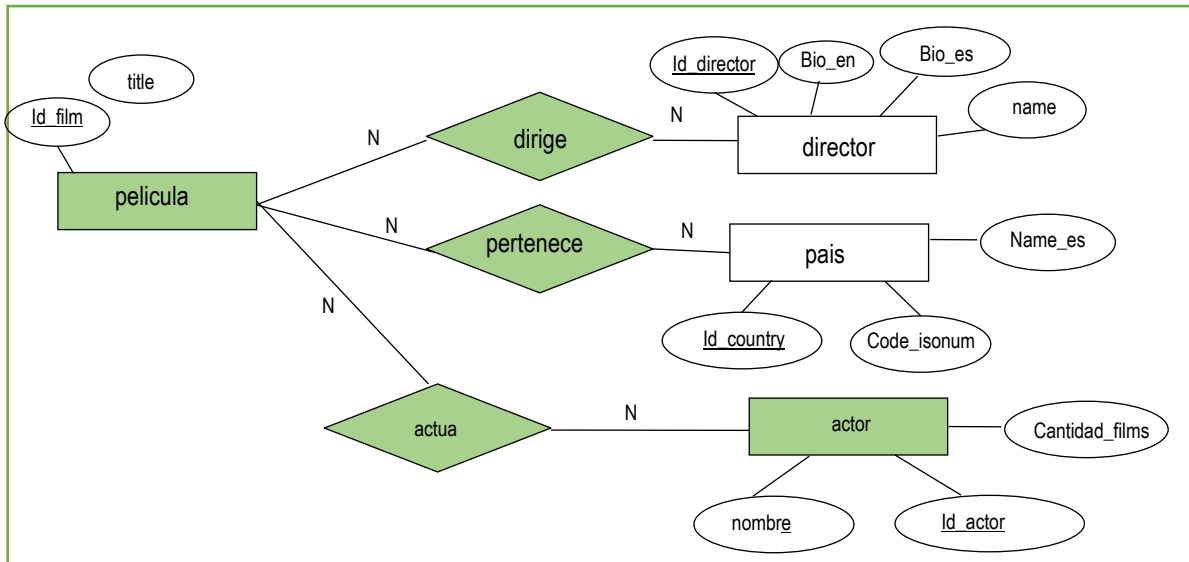 title
Id_film
pelicula
N
dirige
N
Id_director
Bio_en
Bio_es
name
director
N
pertenece
N
pais
Name_es
Id_country
Code_isonum
N
actua
N
actor
Cantidad_films
nombre
Id_actor